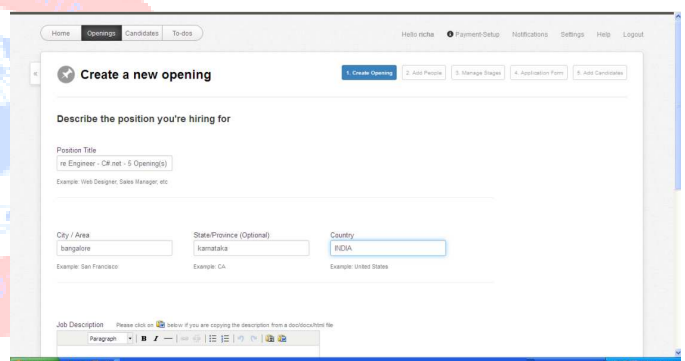 Home Openings Candidates To-dos Hello richa Payment-Setup Notifications Settings Help Logout
«
Create a new opening 1. Create Opening 2. Add People 3. Manage Stages 4. Application Form 5. Add Candidates
Describe the position you're hiring for
Position Title
re Engineer - C#.net - 5 Opening(s)
Example: Web Designer, Sales Manager, etc
City / Area State/Province (Optional) Country
bangalore karnataka INDIA
Example: San Francisco Example: CA Example: United States
Job Description Please click on below if you are copying the description from a doc/docx/html file
Paragraph B I